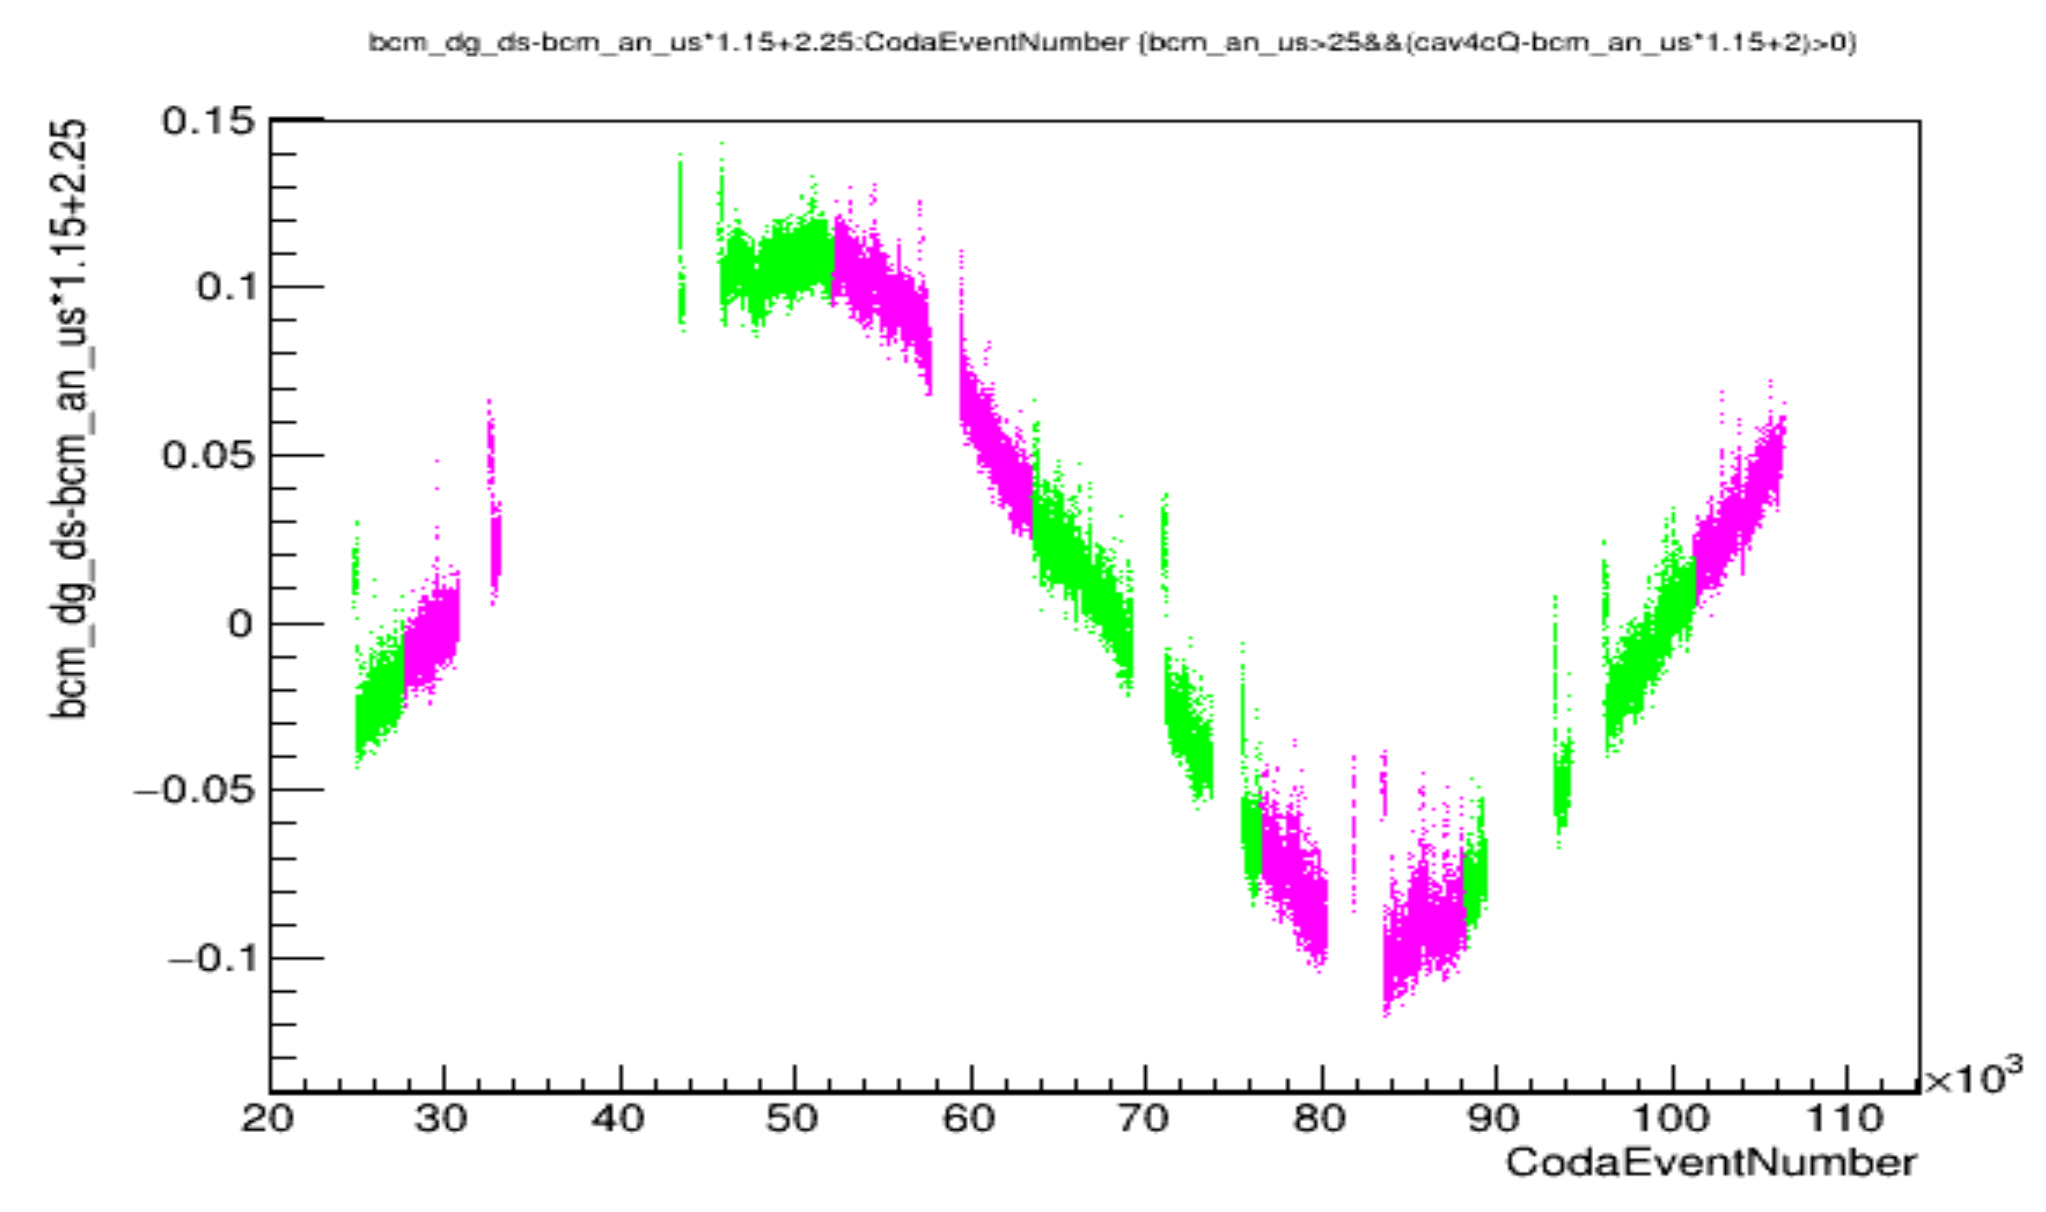 bcm_dg_ds-bcm_an_us*1.15+2.25:CodaEventNumber {bcm_an_us>25&&(cav4cQ-bcm_an_us*1.15+2)>0}
bcm_dg_ds-bcm_an_us*1.15+2.25
0.15
0.1
0.05
0
−0.05
−0.1
20 30 40 50 60 70 80 90 100 110
×10³
CodaEventNumber